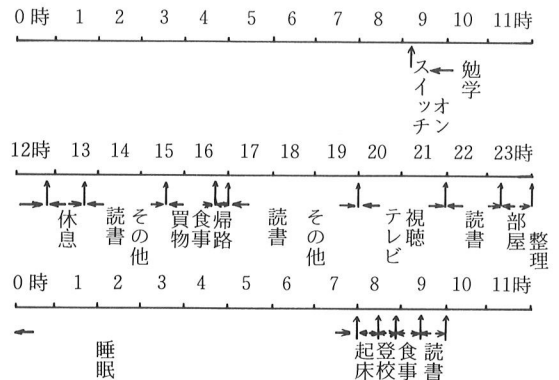 0時 1 2 3 4 5 6 7 8 9 10 11時
スイッチオン
勉学
12時 13 14 15 16 17 18 19 20 21 22 23時
休息
読書
その他
買物
食事
帰路
読書
その他
テレビ
視聴
読書
部屋
整理
0時 1 2 3 4 5 6 7 8 9 10 11時
睡眠
起床
登校
食事
読書